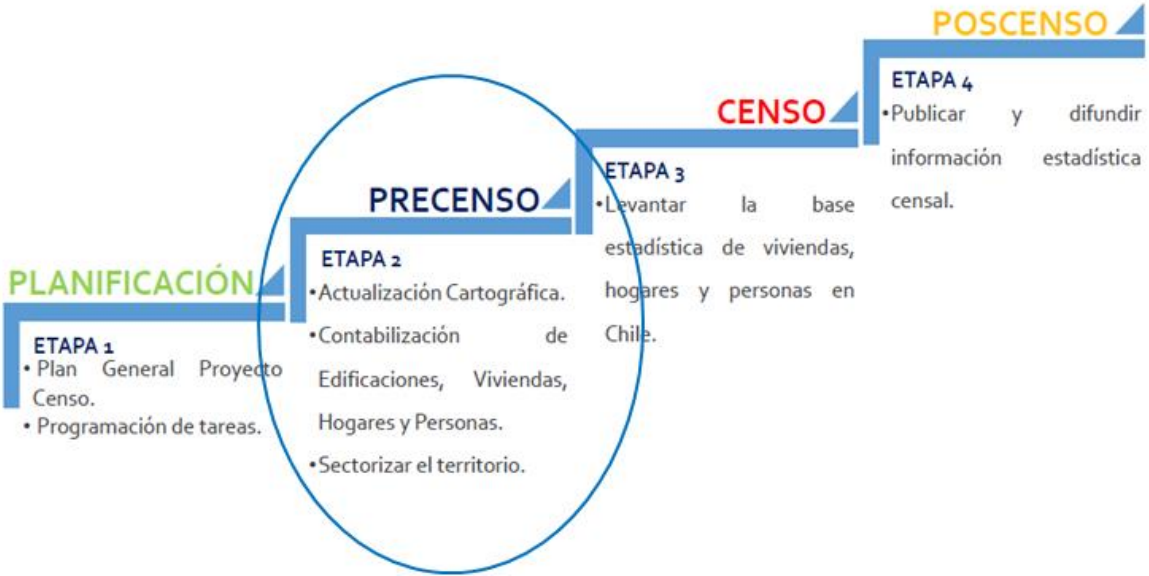 PLANIFICACIÓN
ETAPA 1
• Plan General Proyecto
Censo.
• Programación de tareas.
PRECENSO
ETAPA 2
•Actualización Cartográfica.
•Contabilización de
Edificaciones, Viviendas,
Hogares y Personas.
•Sectorizar el territorio.
CENSO
ETAPA 3
•Levantar la base
estadística de viviendas,
hogares y personas en
Chile.
POSCENSO
ETAPA 4
•Publicar y difundir
información estadística
censal.